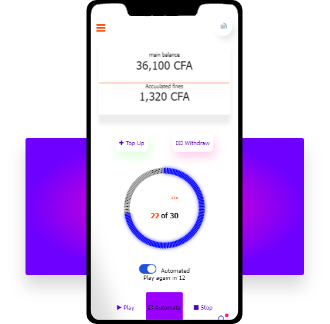 main balance
36,100 CFA
Accuulated fines
1,320 CFA
Top Up
Withdraw
22 of 30
Automated
Play again in 12
Play
Automate
Stop